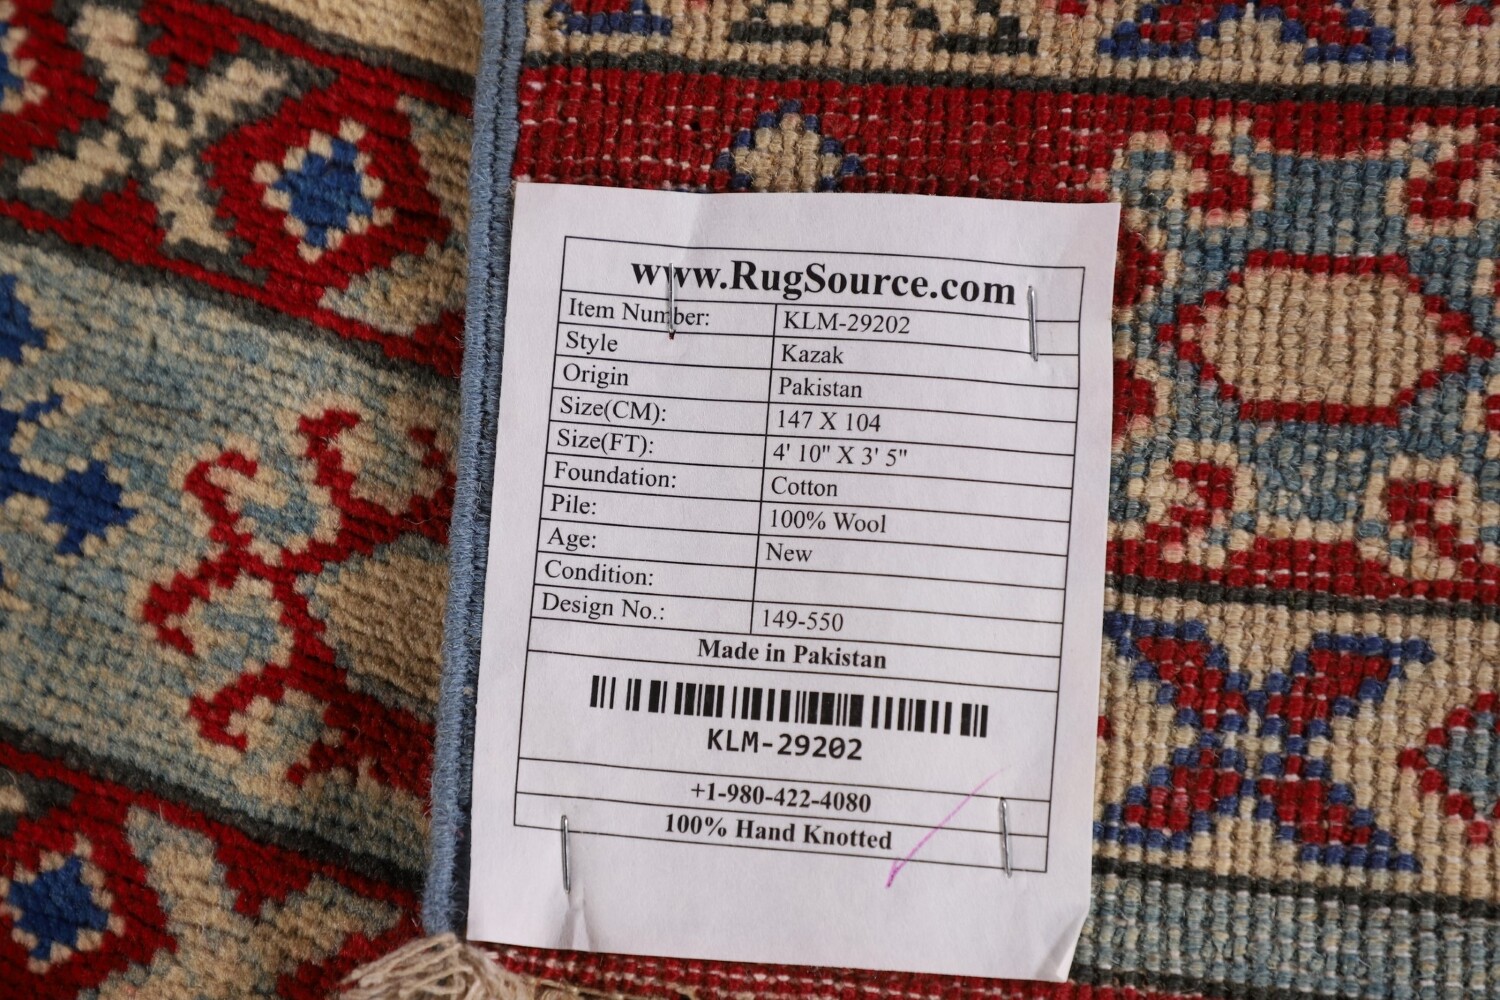 www.RugSource.com
Item Number: KLM-29202
Style Kazak
Origin Pakistan
Size(CM): 147 X 104
Size(FT): 4' 10" X 3' 5"
Foundation: Cotton
Pile: 100% Wool
Age: New
Condition:
Design No.: 149-550
Made in Pakistan
KLM-29202
+1-980-422-4080
100% Hand Knotted